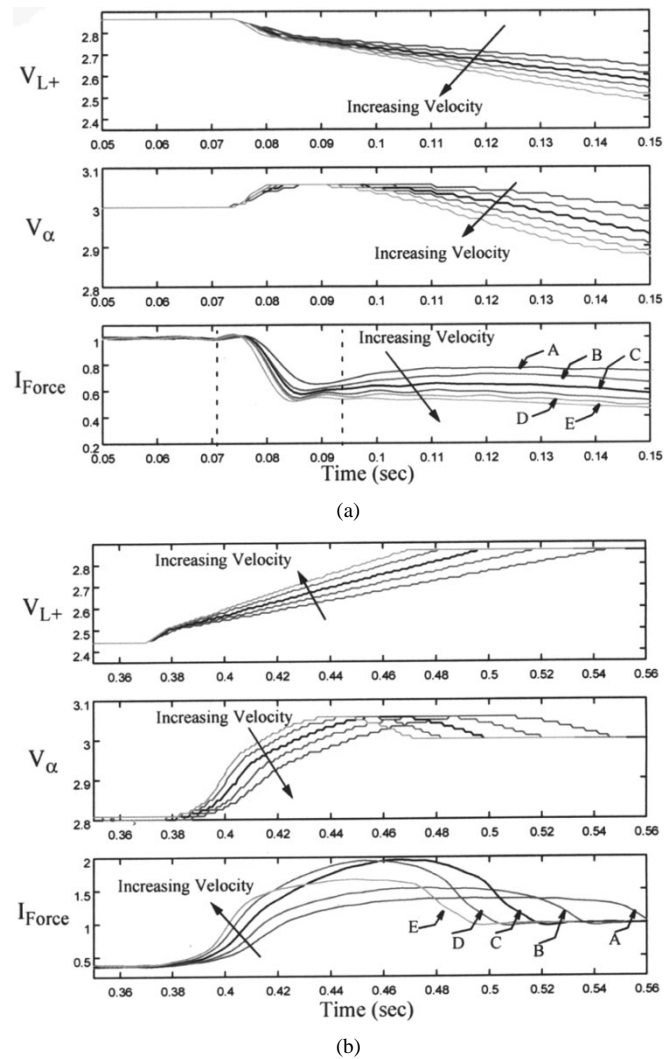 V_L+
2.8
2.7
2.6
2.5
2.4
Increasing Velocity
0.05 0.06 0.07 0.08 0.09 0.1 0.11 0.12 0.13 0.14 0.15
V_α
3.1
3
2.9
2.8
Increasing Velocity
0.05 0.06 0.07 0.08 0.09 0.1 0.11 0.12 0.13 0.14 0.15
I_Force
1
0.8
0.6
0.4
0.2
Increasing Velocity
A B C
D E
0.05 0.06 0.07 0.08 0.09 0.1 0.11 0.12 0.13 0.14 0.15
Time (sec)
(a)
V_L+
2.8
2.7
2.6
2.5
2.4
Increasing Velocity
0.36 0.38 0.4 0.42 0.44 0.46 0.48 0.5 0.52 0.54 0.56
V_α
3.1
3
2.9
2.8
Increasing Velocity
0.36 0.38 0.4 0.42 0.44 0.46 0.48 0.5 0.52 0.54 0.56
I_Force
2
1.5
1
0.5
Increasing Velocity
E D C B A
0.36 0.38 0.4 0.42 0.44 0.46 0.48 0.5 0.52 0.54 0.56
Time (sec)
(b)